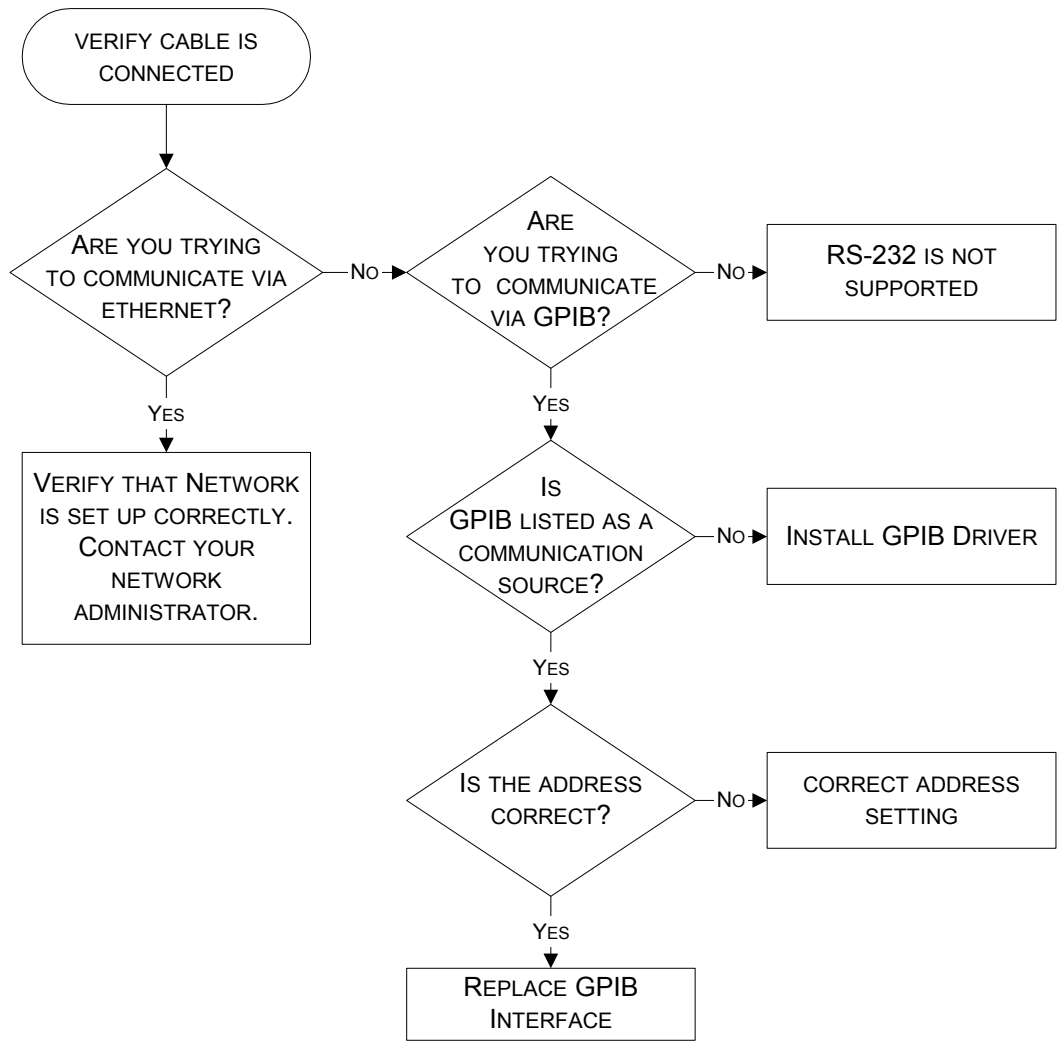 VERIFY CABLE IS
CONNECTED
ARE YOU TRYING
TO COMMUNICATE VIA
ETHERNET?
NO
ARE
YOU TRYING
TO COMMUNICATE
VIA GPIB?
NO
RS-232 IS NOT
SUPPORTED
YES
VERIFY THAT NETWORK
IS SET UP CORRECTLY.
CONTACT YOUR
NETWORK
ADMINISTRATOR.
YES
IS
GPIB LISTED AS A
COMMUNICATION
SOURCE?
NO
INSTALL GPIB DRIVER
YES
IS THE ADDRESS
CORRECT?
NO
CORRECT ADDRESS
SETTING
YES
REPLACE GPIB
INTERFACE